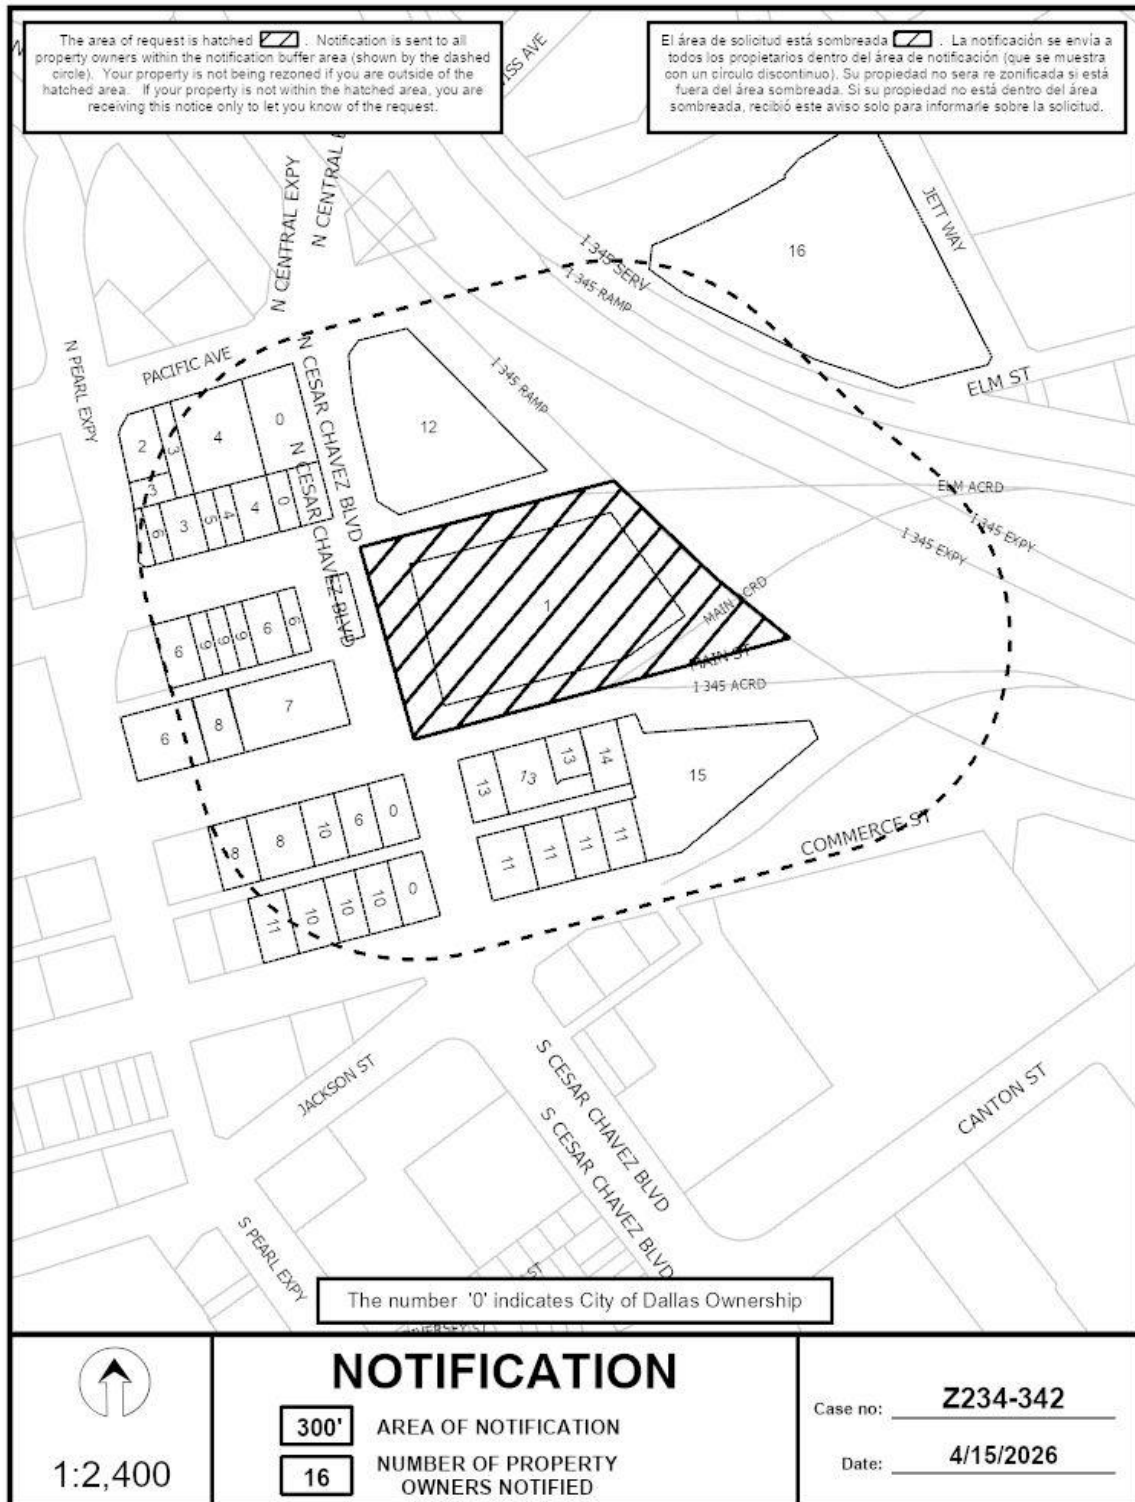 The area of request is hatched . Notification is sent to all
property owners within the notification buffer area (shown by the dashed
circle). Your property is not being rezoned if you are outside of the
hatched area. If your property is not within the hatched area, you are
receiving this notice only to let you know of the request.
El área de solicitud está sombreada . La notificación se envía a
todos los propietarios dentro del área de notificación (que se muestra
con un círculo discontinuo). Su propiedad no sera re zonificada si está
fuera del área sombreada. Si su propiedad no está dentro del área
sombreada, recibió este aviso solo para informarle sobre la solicitud.
N CENTRAL EXPY
N CENTRAL
AVE
JETT WAY
16
I 345 SERV
I 345 RAMP
N PEARL EXPY
PACIFIC AVE
N CESAR CHAVEZ BLVD
I 345 RAMP
ELM ST
2
3
4
0
12
N CESAR CHAVEZ BLVD
3
6
3
5
4
4
0
ELM ACRD
I 345 EXPY
I 345 EXPY
1
MAIN ACRD
6
9
9
9
6
6
MAIN ST
I 345 ACRD
6
8
7
13
13
13
14
15
8
8
10
6
0
11
11
11
11
COMMERCE ST
11
10
10
10
0
JACKSON ST
S CESAR CHAVEZ BLVD
S CESAR CHAVEZ BLVD
CANTON ST
S PEARL EXPY
ST
The number '0' indicates City of Dallas Ownership
1:2,400
NOTIFICATION
300' AREA OF NOTIFICATION
16 NUMBER OF PROPERTY
OWNERS NOTIFIED
Case no: Z234-342
Date: 4/15/2026